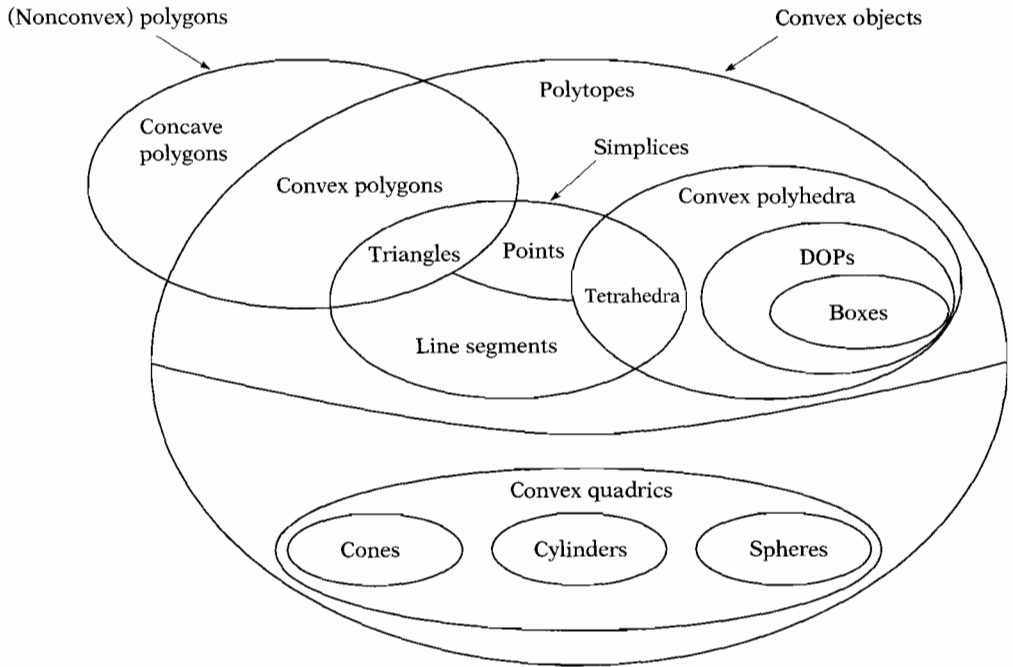 (Nonconvex) polygons
Convex objects
Polytopes
Concave
polygons
Simplices
Convex polygons
Convex polyhedra
Triangles
Points
DOPs
Tetrahedra
Boxes
Line segments
Convex quadrics
Cones
Cylinders
Spheres